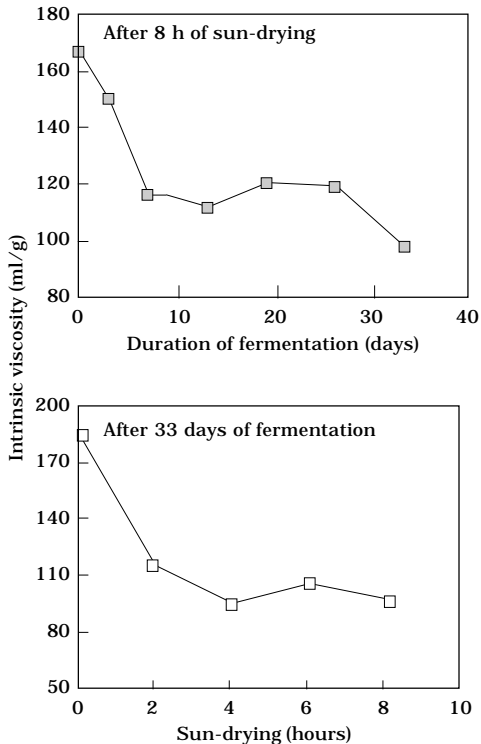 180
After 8 h of sun-drying
160
140
120
100
80
0 10 20 30 40
Duration of fermentation (days)
Intrinsic viscosity (ml/g)
200
After 33 days of fermentation
170
140
110
80
50
0 2 4 6 8 10
Sun-drying (hours)